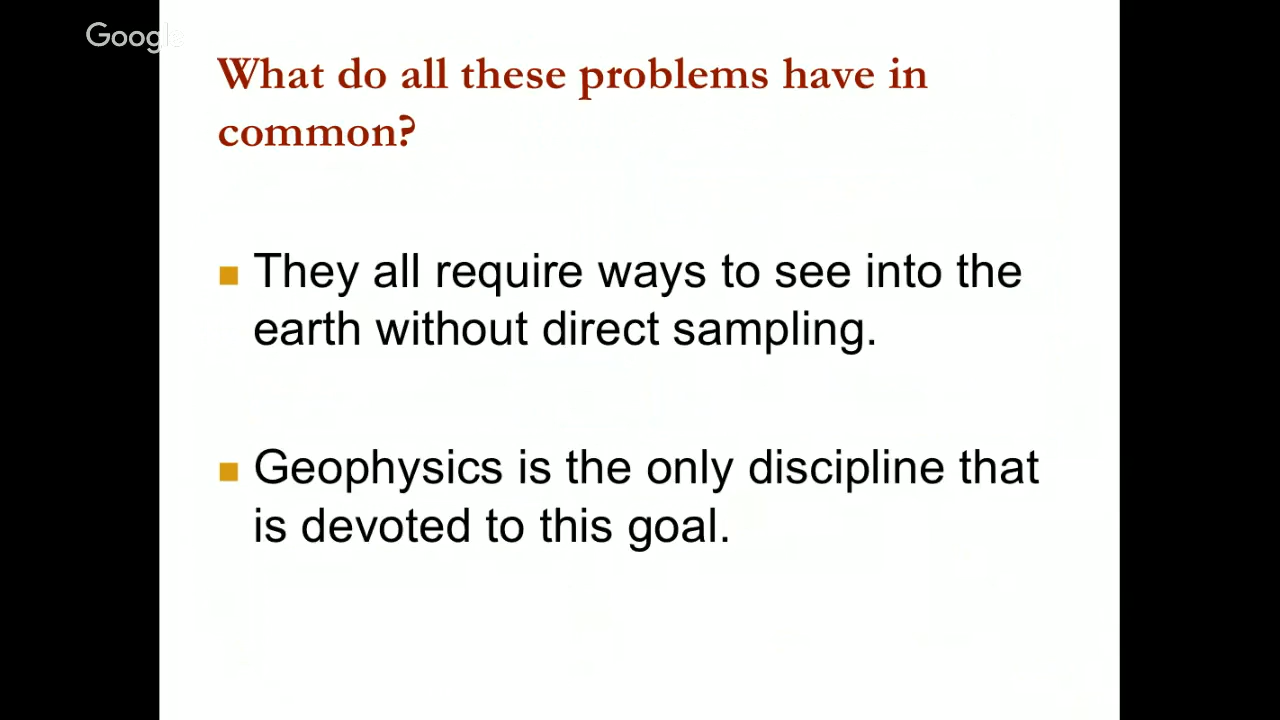 Google
What do all these problems have in
common?
■ They all require ways to see into the
earth without direct sampling.
■ Geophysics is the only discipline that
is devoted to this goal.